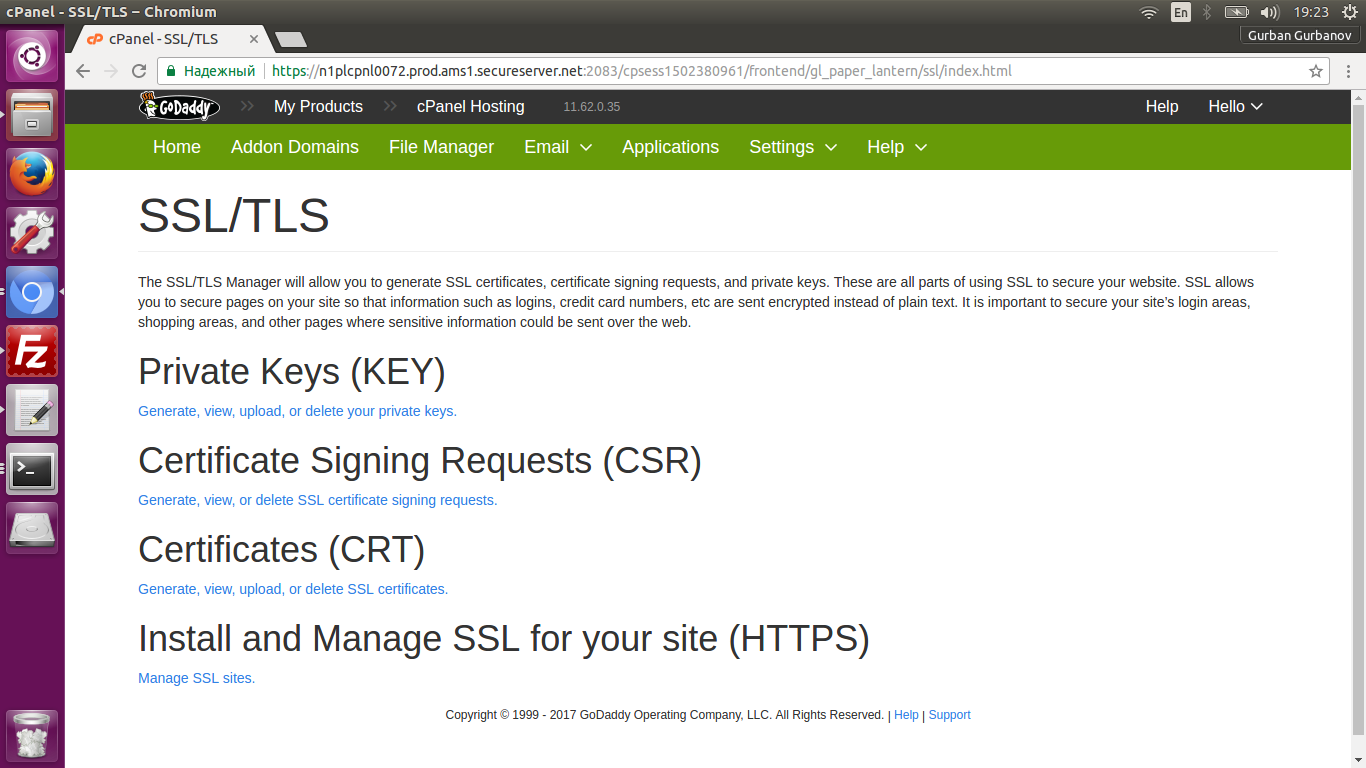 cPanel - SSL/TLS – Chromium
En
19:23
cPanel - SSL/TLS
Gurban Gurbanov
Надежный
https://n1plcpnl0072.prod.ams1.secureserver.net:2083/cpsess1502380961/frontend/gl_paper_lantern/ssl/index.html
GoDaddy
My Products
cPanel Hosting
11.62.0.35
Help
Hello
Home
Addon Domains
File Manager
Email
Applications
Settings
Help
SSL/TLS
The SSL/TLS Manager will allow you to generate SSL certificates, certificate signing requests, and private keys. These are all parts of using SSL to secure your website. SSL allows
you to secure pages on your site so that information such as logins, credit card numbers, etc are sent encrypted instead of plain text. It is important to secure your site's login areas,
shopping areas, and other pages where sensitive information could be sent over the web.
Private Keys (KEY)
Generate, view, upload, or delete your private keys.
Certificate Signing Requests (CSR)
Generate, view, or delete SSL certificate signing requests.
Certificates (CRT)
Generate, view, upload, or delete SSL certificates.
Install and Manage SSL for your site (HTTPS)
Manage SSL sites.
Copyright © 1999 - 2017 GoDaddy Operating Company, LLC. All Rights Reserved. | Help | Support